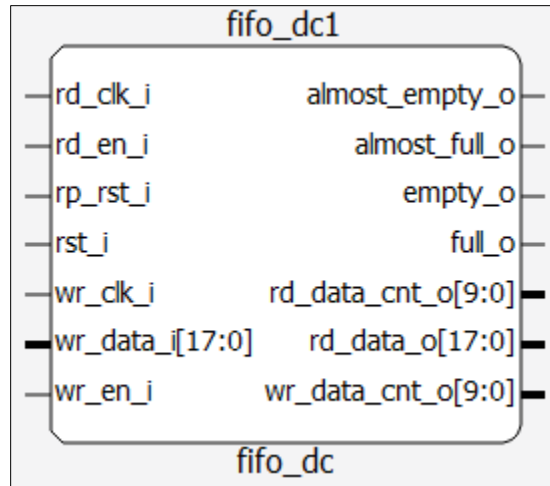 fifo_dc1
rd_clk_i almost_empty_o
rd_en_i almost_full_o
rp_rst_i empty_o
rst_i full_o
wr_clk_i rd_data_cnt_o[9:0]
wr_data_i[17:0] rd_data_o[17:0]
wr_en_i wr_data_cnt_o[9:0]
fifo_dc